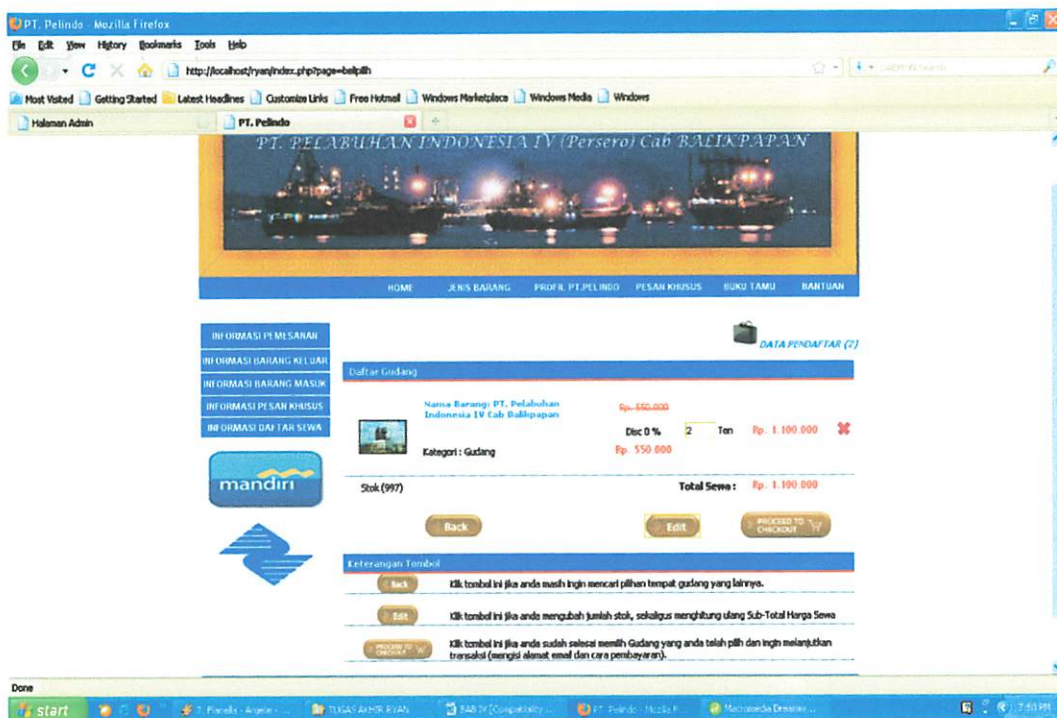 PT. Pelindo - Mozilla Firefox
File Edit View History Bookmarks Tools Help
http://localhost/ryan/index.php?page=belipilih
Most Visited Getting Started Latest Headlines Customize Links Free Hotmail Windows Marketplace Windows Media Windows
Halaman Admin PT. Pelindo
PT. PELABUHAN INDONESIA IV (Persero) Cab BALIKPAPAN
HOME JENIS BARANG PROFIL PT.PELINDO PESAN KHUSUS BUKU TAMU BANTUAN
INFORMASI PEMESANAN
INFORMASI BARANG KELUAR
INFORMASI BARANG MASUK
INFORMASI PESAN KHUSUS
INFORMASI DAFTAR SEWA
mandiri
DATA PENDAFTAR (2)
Daftar Gudang
Nama Barang: PT. Pelabuhan
Indonesia IV Cab Balikpapan
Kategori : Gudang
Rp. 550.000
Disc 0 % 2 Ton Rp. 1.100.000
Rp. 550.000
Stok (997) Total Sewa : Rp. 1.100.000
Back Edit PROCEED TO CHECKOUT
Keterangan Tombol
Back Klik tombol ini jika anda masih ingin mencari pilihan tempat gudang yang lainnya.
Edit Klik tombol ini jika anda mengubah jumlah stok, sekaligus menghitung ulang Sub-Total Harga Sewa
PROCEED TO CHECKOUT Klik tombol ini jika anda sudah selesai memilih Gudang yang anda telah pilih dan ingin melanjutkan
transaksi (mengisi alamat email dan cara pembayaran).
Done
start TUGAS AKHIR RYAN BAB IV [Compatibility ... PT. Pelindo - Mozilla F... Macromedia Dreamw... 7:50 PM